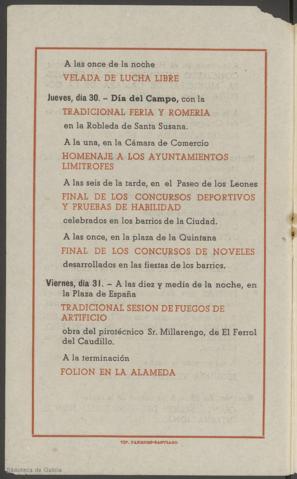 A las once de la noche
VELADA DE LUCHA LIBRE
Jueves, día 30. – Día del Campo, con la
TRADICIONAL FERIA Y ROMERIA
en la Robleda de Santa Susana.
A la una, en la Cámara de Comercio
HOMENAJE A LOS AYUNTAMIENTOS
LIMITROFES
A las seis de la tarde, en el Paseo de los Leones
FINAL DE LOS CONCURSOS DEPORTIVOS
Y PRUEBAS DE HABILIDAD
celebrados en los barrios de la Ciudad.
A las once, en la plaza de la Quintana
FINAL DE LOS CONCURSOS DE NOVELES
desarrollados en las fiestas de los barrios.
Viernes, día 31. – A las diez y media de la noche, en
la Plaza de España
TRADICIONAL SESION DE FUEGOS DE
ARTIFICIO
obra del pirotécnico Sr. Millarengo, de El Ferrol
del Caudillo.
A la terminación
FOLION EN LA ALAMEDA
TIP. PAREDES-SANTIAGO
Biblioteca de Galicia